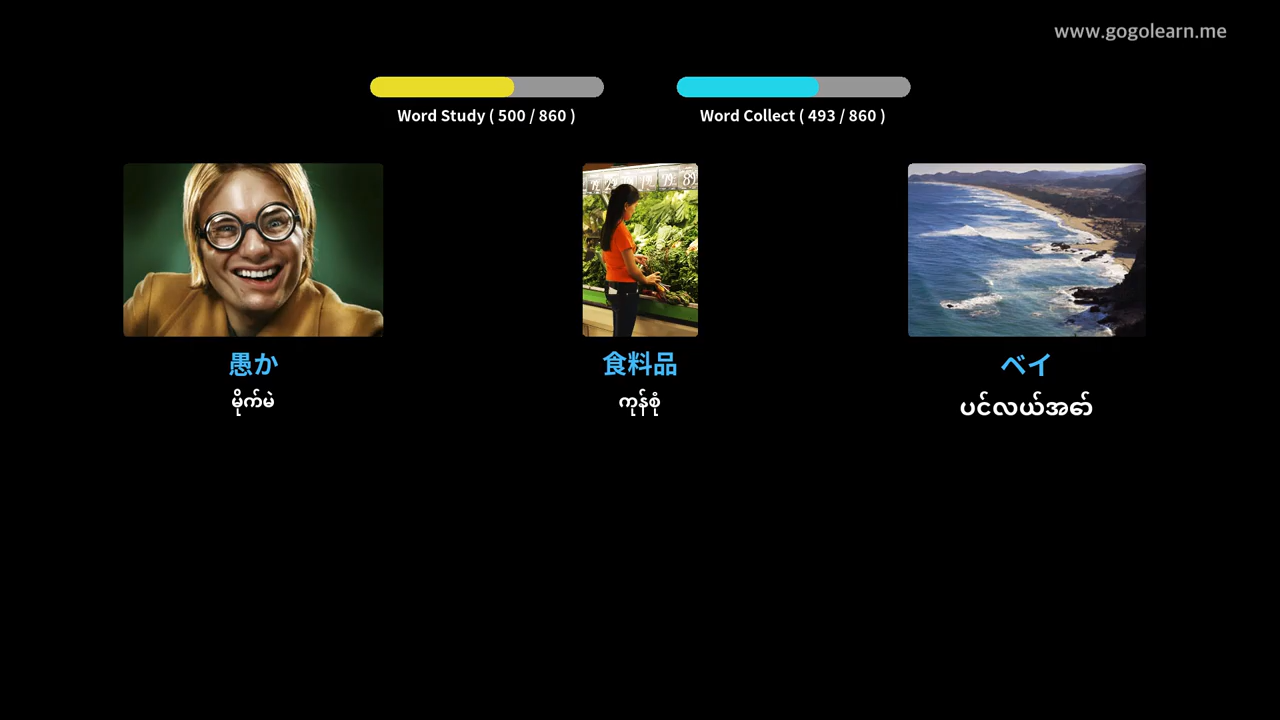 www.gogolearn.me
Word Study ( 500 / 860 )
Word Collect ( 493 / 860 )
愚か
食料品
ベイ
မိုက်မဲ
ကုန်စုံ
ပင်လယ်အော်